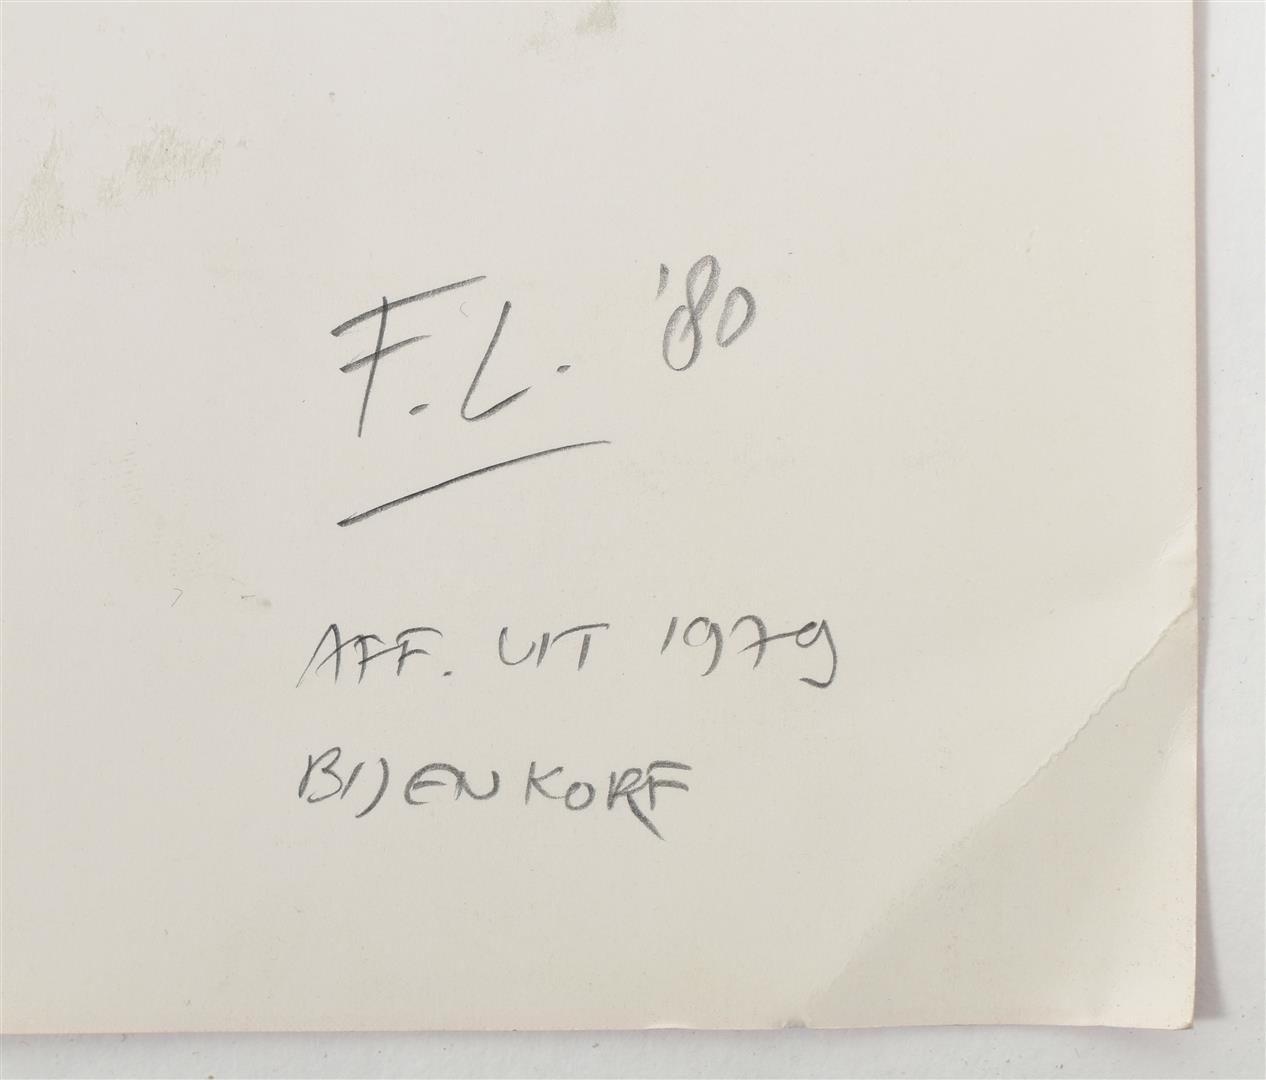 F.L. '80
AFF. UIT 1979
BIJENKORF